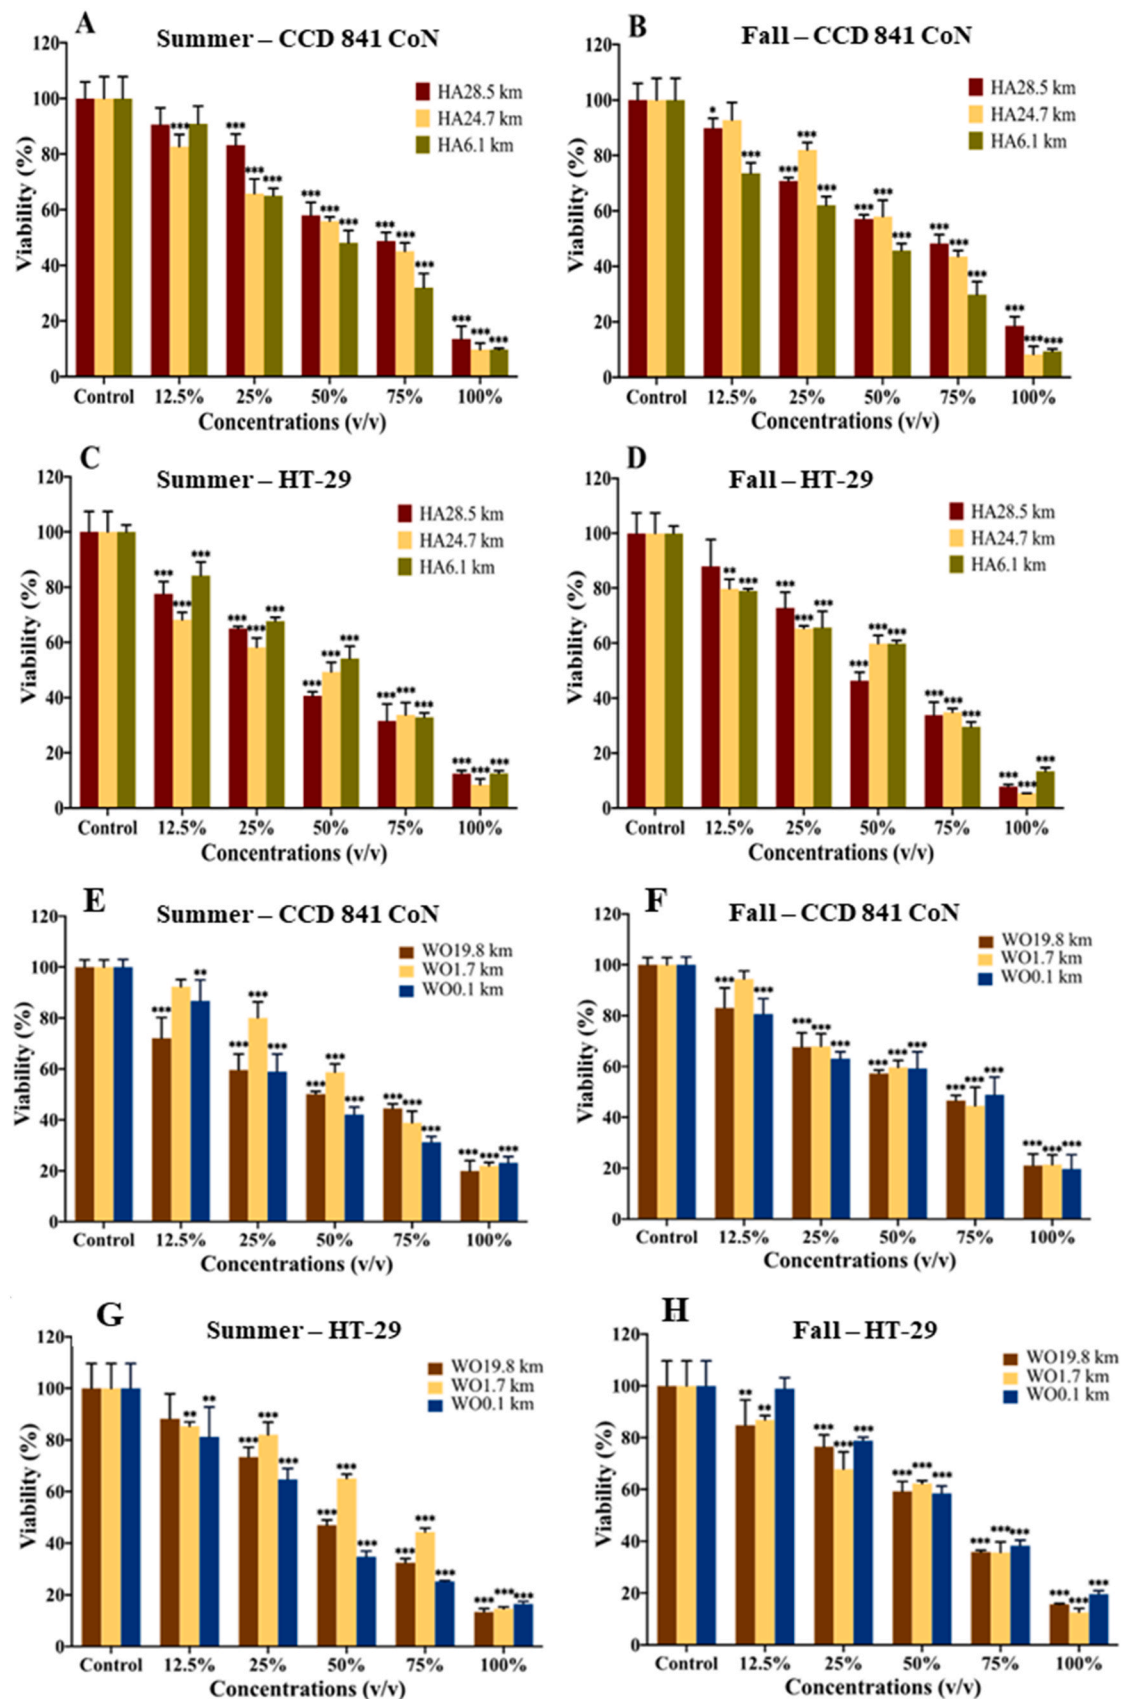 A
Summer – CCD 841 CoN
120
100
80
60
40
20
0
Viability (%)
HA28.5 km
HA24.7 km
HA6.1 km
*** *** *** *** *** *** *** *** *** *** *** *** ***
Control 12.5% 25% 50% 75% 100%
Concentrations (v/v)
B
Fall – CCD 841 CoN
120
100
80
60
40
20
0
Viability (%)
HA28.5 km
HA24.7 km
HA6.1 km
* *** *** *** *** *** *** *** *** *** *** *** *** ***
Control 12.5% 25% 50% 75% 100%
Concentrations (v/v)
C
Summer – HT-29
120
100
80
60
40
20
0
Viability (%)
HA28.5 km
HA24.7 km
HA6.1 km
*** *** *** *** *** *** *** *** *** *** *** *** *** *** ***
Control 12.5% 25% 50% 75% 100%
Concentrations (v/v)
D
Fall – HT-29
120
100
80
60
40
20
0
Viability (%)
HA28.5 km
HA24.7 km
HA6.1 km
** *** *** *** *** *** *** *** *** *** *** *** *** ***
Control 12.5% 25% 50% 75% 100%
Concentrations (v/v)
E
Summer – CCD 841 CoN
120
100
80
60
40
20
0
Viability (%)
WO19.8 km
WO1.7 km
WO0.1 km
*** ** *** *** *** *** *** *** *** *** *** *** *** ***
Control 12.5% 25% 50% 75% 100%
Concentrations (v/v)
F
Fall – CCD 841 CoN
120
100
80
60
40
20
0
Viability (%)
WO19.8 km
WO1.7 km
WO0.1 km
*** *** *** *** *** *** *** *** *** *** *** *** *** ***
Control 12.5% 25% 50% 75% 100%
Concentrations (v/v)
G
Summer – HT-29
120
100
80
60
40
20
0
Viability (%)
WO19.8 km
WO1.7 km
WO0.1 km
** ** *** *** *** *** *** *** *** *** *** *** *** ***
Control 12.5% 25% 50% 75% 100%
Concentrations (v/v)
H
Fall – HT-29
120
100
80
60
40
20
0
Viability (%)
WO19.8 km
WO1.7 km
WO0.1 km
** ** *** *** *** *** *** *** *** *** *** *** *** ***
Control 12.5% 25% 50% 75% 100%
Concentrations (v/v)